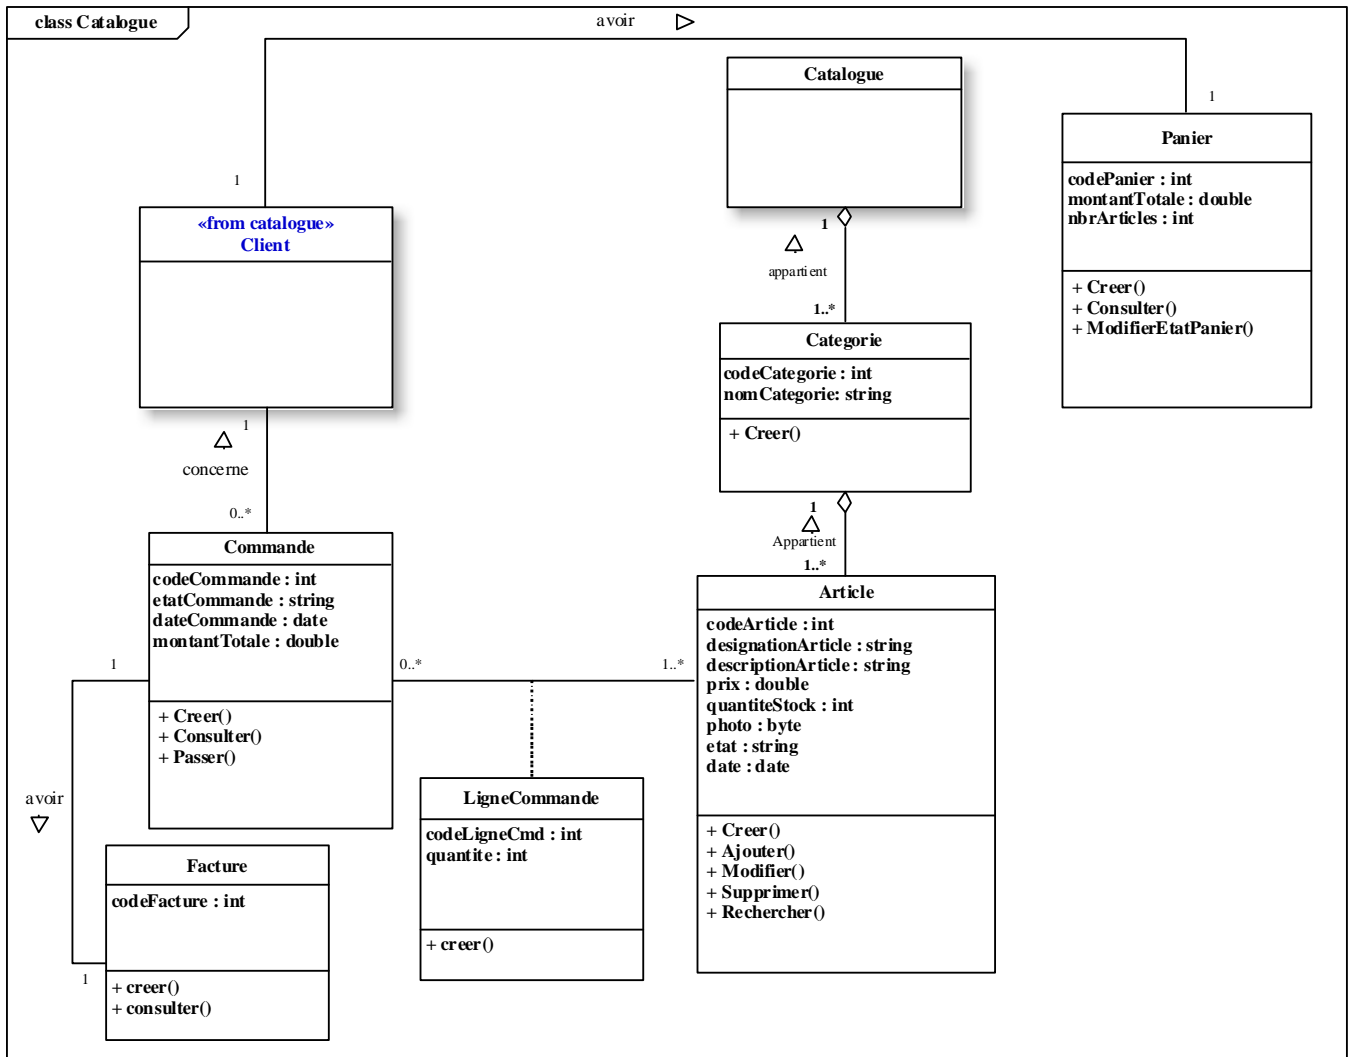 class Catalogue
avoir
1
1
«from catalogue»
Client
Catalogue
Panier
codePanier : int
montantTotale : double
nbrArticles : int
+ Creer()
+ Consulter()
+ ModifierEtatPanier()
1
appartient
1..*
Categorie
codeCategorie : int
nomCategorie: string
+ Creer()
1
concerne
0..*
1
Appartient
1..*
Commande
codeCommande : int
etatCommande : string
dateCommande : date
montantTotale : double
+ Creer()
+ Consulter()
+ Passer()
0..*
1..*
Article
codeArticle : int
designationArticle : string
descriptionArticle : string
prix : double
quantiteStock : int
photo : byte
etat : string
date : date
+ Creer()
+ Ajouter()
+ Modifier()
+ Supprimer()
+ Rechercher()
LigneCommande
codeLigneCmd : int
quantite : int
+ creer()
1
avoir
1
Facture
codeFacture : int
+ creer()
+ consulter()